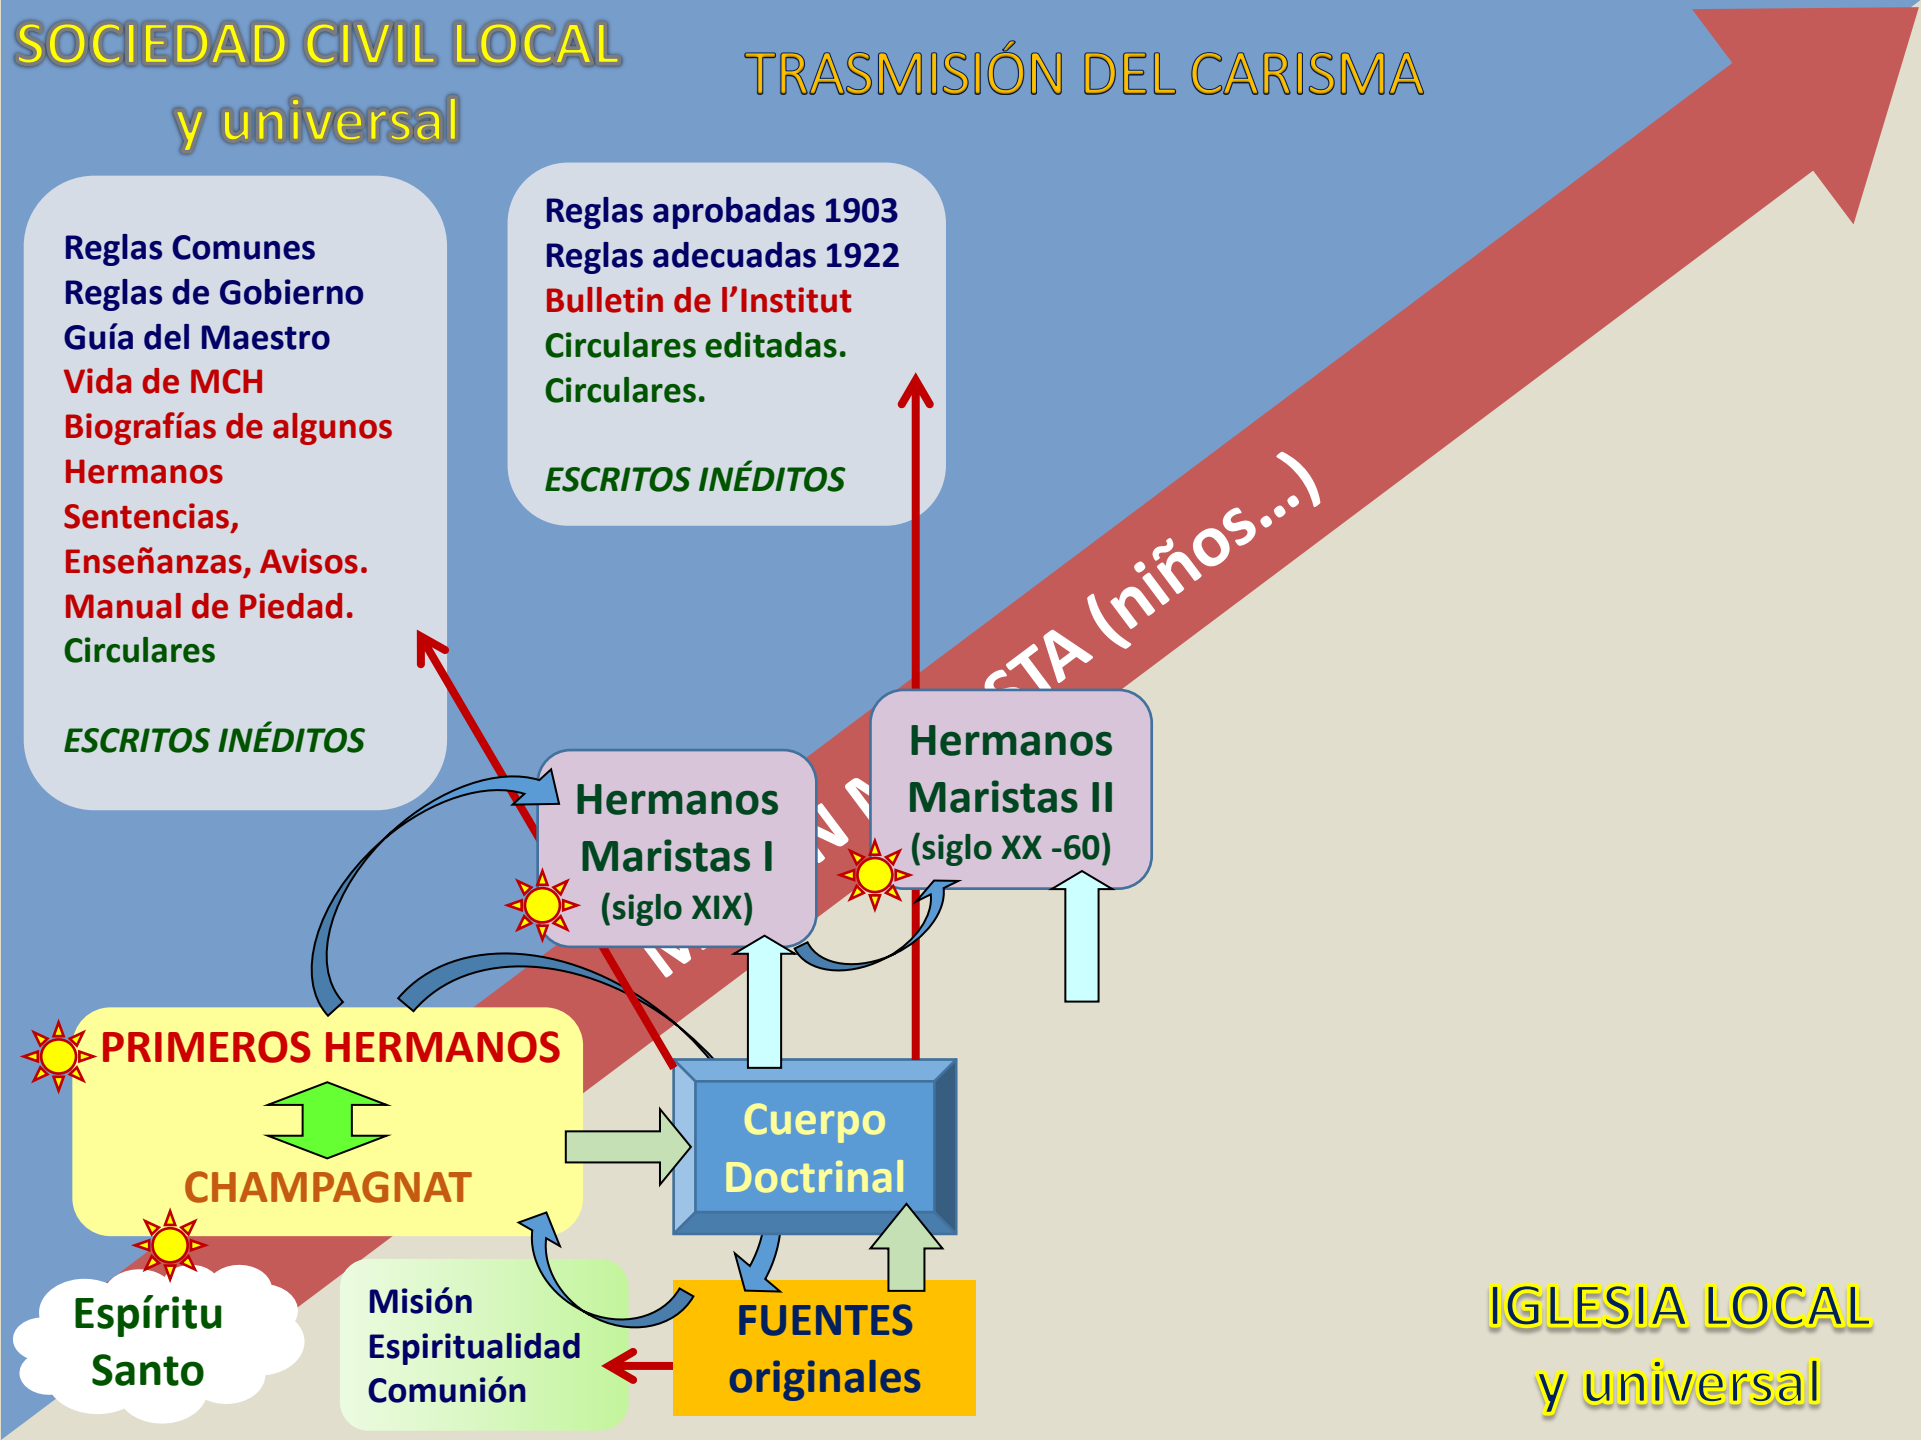 SOCIEDAD CIVIL LOCAL
y universal
TRASMISIÓN DEL CARISMA
Reglas Comunes
Reglas de Gobierno
Guía del Maestro
Vida de MCH
Biografías de algunos
Hermanos
Sentencias,
Enseñanzas, Avisos.
Manual de Piedad.
Circulares
ESCRITOS INÉDITOS
Reglas aprobadas 1903
Reglas adecuadas 1922
Bulletin de l’Institut
Circulares editadas.
Circulares.
ESCRITOS INÉDITOS
(niños...)
Hermanos
Maristas I
(siglo XIX)
Hermanos
Maristas II
(siglo XX -60)
PRIMEROS HERMANOS
CHAMPAGNAT
Cuerpo
Doctrinal
Espíritu
Santo
Misión
Espiritualidad
Comunión
FUENTES
originales
IGLESIA LOCAL
y universal